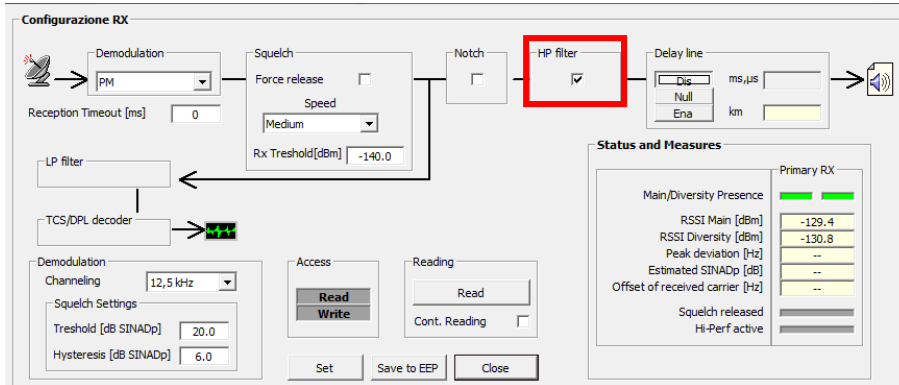 Configurazione RX
Demodulation
PM
Reception Timeout [ms] 0
Squelch
Force release
Speed
Medium
Rx Treshold[dBm] -140.0
Notch
HP filter
Delay line
Dis ms,µs
Null
Ena km
LP filter
TCS/DPL decoder
Demodulation
Channeling 12,5 kHz
Squelch Settings
Treshold [dB SINADp] 20.0
Hysteresis [dB SINADp] 6.0
Access
Read
Write
Reading
Read
Cont. Reading
Set Save to EEP Close
Status and Measures
Primary RX
Main/Diversity Presence
RSSI Main [dBm] -129.4
RSSI Diversity [dBm] -130.8
Peak deviation [Hz] --
Estimated SINADp [dB] --
Offset of received carrier [Hz] --
Squelch released
Hi-Perf active